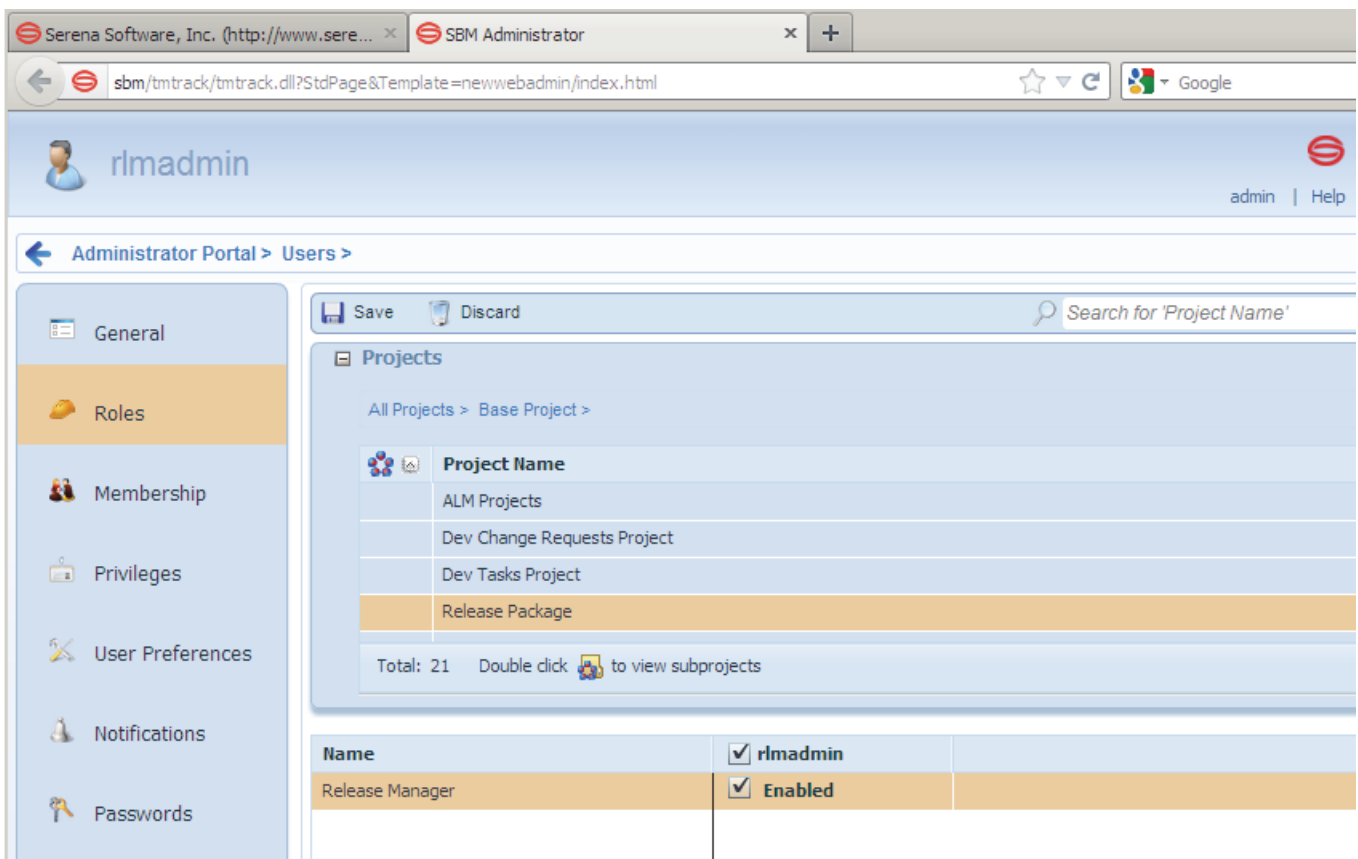 Serena Software, Inc. (http://www.sere... × SBM Administrator × +
sbm/tmtrack/tmtrack.dll?StdPage&Template=newwebadmin/index.html Google
rlmadmin
admin | Help
Administrator Portal > Users >
General
Roles
Membership
Privileges
User Preferences
Notifications
Passwords
Save Discard Search for 'Project Name'
Projects
All Projects > Base Project >
Project Name
ALM Projects
Dev Change Requests Project
Dev Tasks Project
Release Package
Total: 21 Double click to view subprojects
Name rlmadmin
Release Manager Enabled